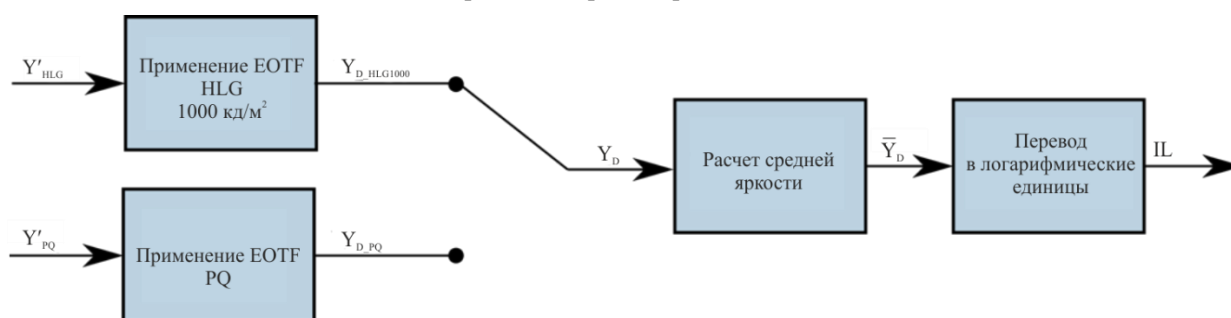 Y'HLG
Применение EOTF
HLG
1000 кд/м²
YD_HLG1000
YD
Расчет средней
яркости
Y̅D
Перевод
в логарифмические
единицы
IL
Y'PQ
Применение EOTF
PQ
YD_PQ